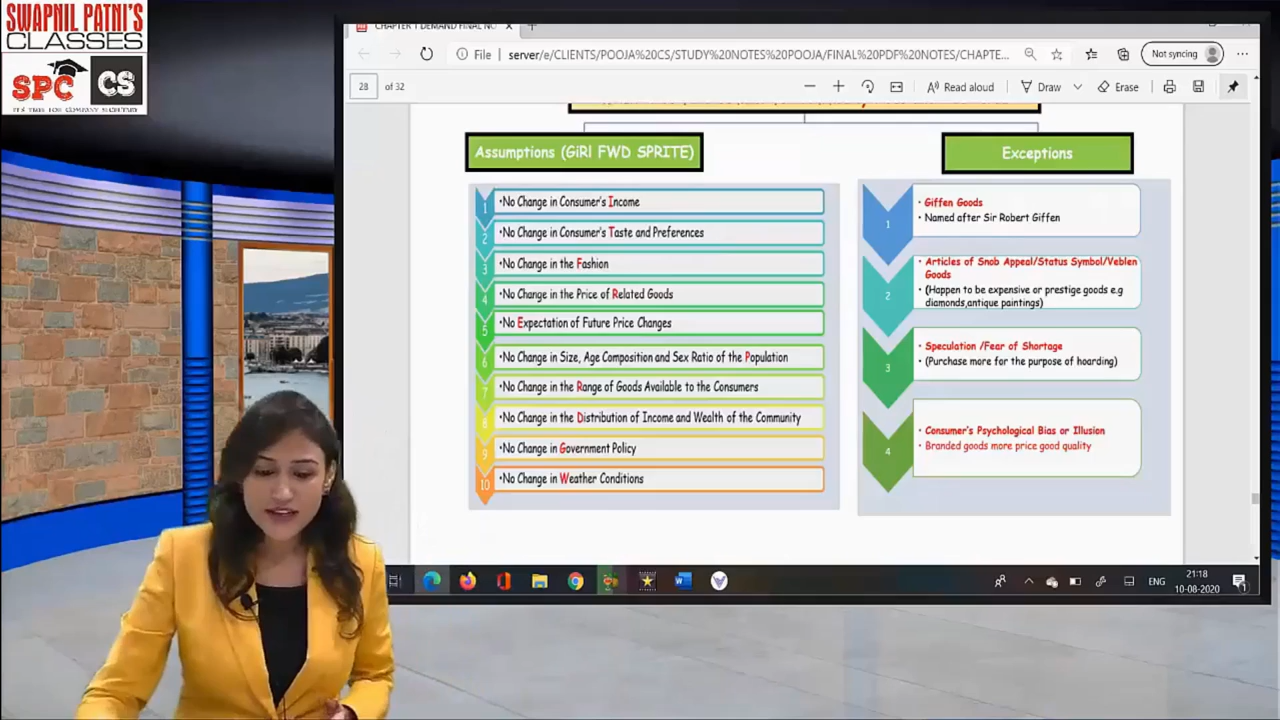 SWAPNIL PATNI'S
CLASSES
SPC CS
CHAPTER 1 DEMAND FINAL NO
File server/e/CLIENTS/POOJA%20CS/STUDY%20NOTES%20POOJA/FINAL%20PDF%20NOTES/CHAPTE... Not syncing
28 of 32 Read aloud Draw Erase
Assumptions (GiRl FWD SPRITE)
1 •No Change in Consumer's Income
2 •No Change in Consumer's Taste and Preferences
3 •No Change in the Fashion
4 •No Change in the Price of Related Goods
5 •No Expectation of Future Price Changes
6 •No Change in Size, Age Composition and Sex Ratio of the Population
7 •No Change in the Range of Goods Available to the Consumers
8 •No Change in the Distribution of Income and Wealth of the Community
9 •No Change in Government Policy
10 •No Change in Weather Conditions
Exceptions
1 • Giffen Goods
• Named after Sir Robert Giffen
2 • Articles of Snob Appeal/Status Symbol/Veblen
Goods
• (Happen to be expensive or prestige goods e.g
diamonds,antique paintings)
3 • Speculation /Fear of Shortage
• (Purchase more for the purpose of hoarding)
4 • Consumer's Psychological Bias or Illusion
• Branded goods more price good quality
ENG
21:18
10-08-2020
1